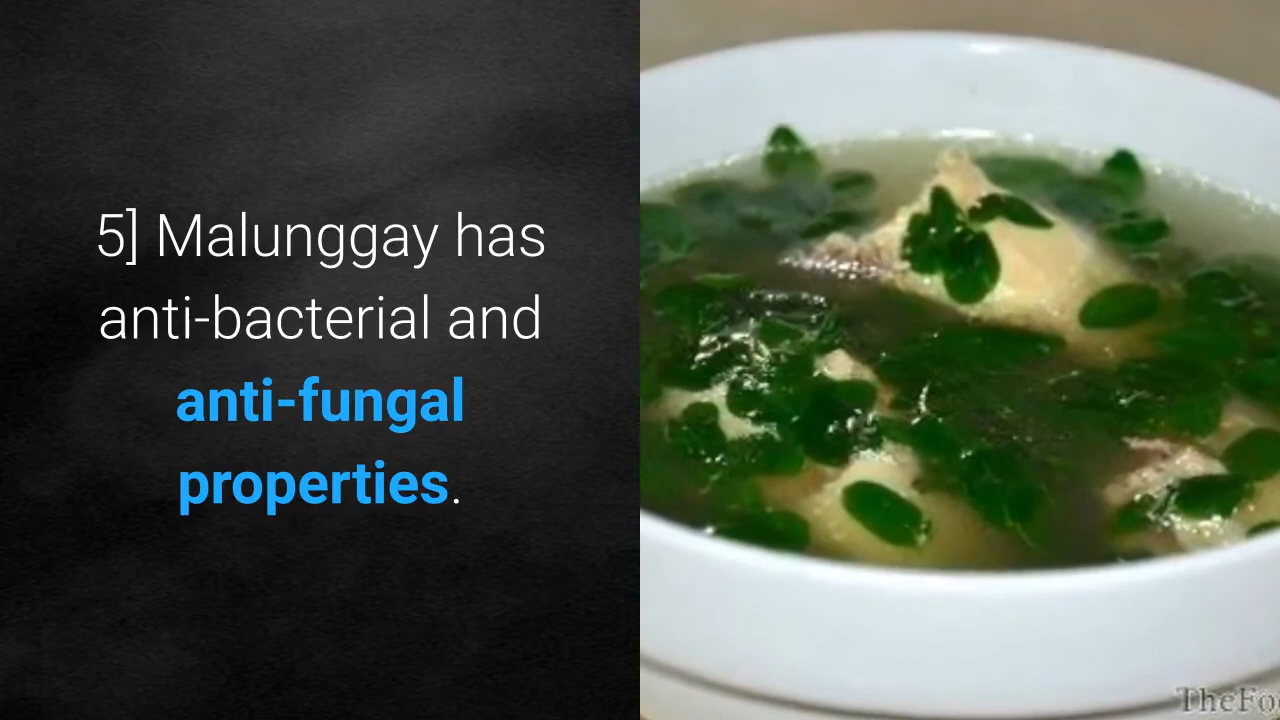 5] Malunggay has
anti-bacterial and
anti-fungal
properties.